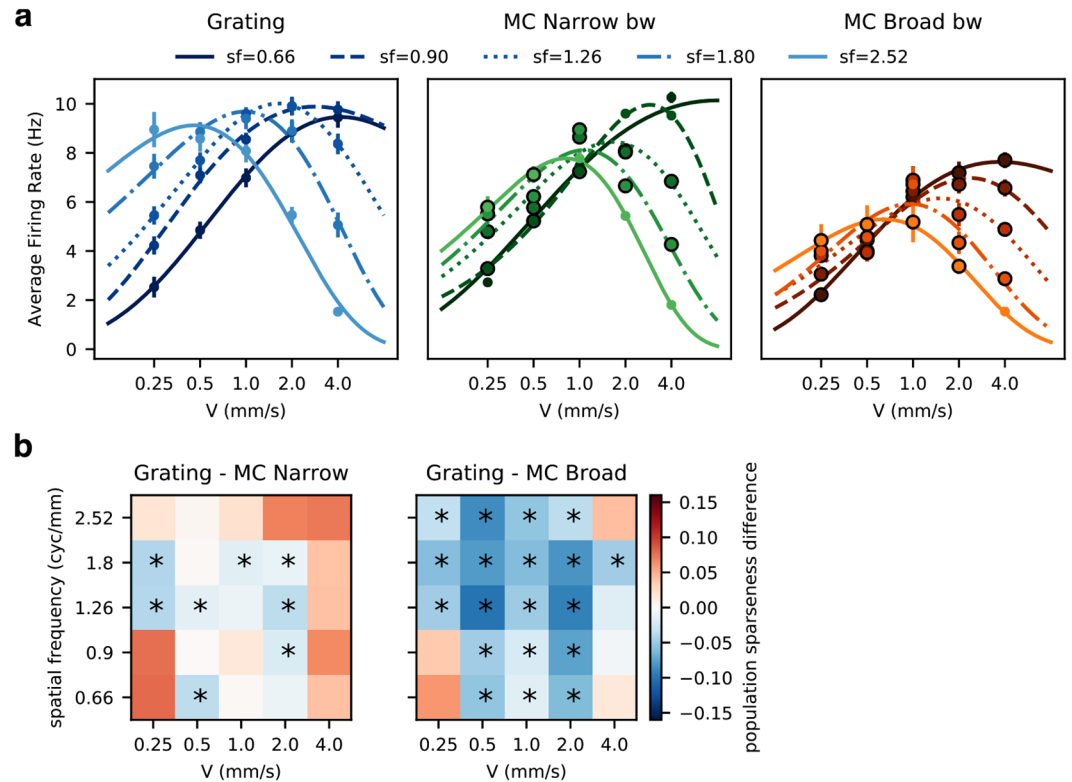 a
Grating
MC Narrow bw
MC Broad bw
sf=0.66 sf=0.90 sf=1.26 sf=1.80 sf=2.52
Average Firing Rate (Hz)
10
8
6
4
2
0
0.25 0.5 1.0 2.0 4.0
V (mm/s)
0.25 0.5 1.0 2.0 4.0
V (mm/s)
0.25 0.5 1.0 2.0 4.0
V (mm/s)
b
Grating - MC Narrow
Grating - MC Broad
spatial frequency (cyc/mm)
2.52
1.8
1.26
0.9
0.66
* * *
* * *
*
*
* * * *
* * * * *
* * * *
* * *
* * *
0.25 0.5 1.0 2.0 4.0
V (mm/s)
0.25 0.5 1.0 2.0 4.0
V (mm/s)
0.15
0.10
0.05
0.00
−0.05
−0.10
−0.15
population sparseness difference